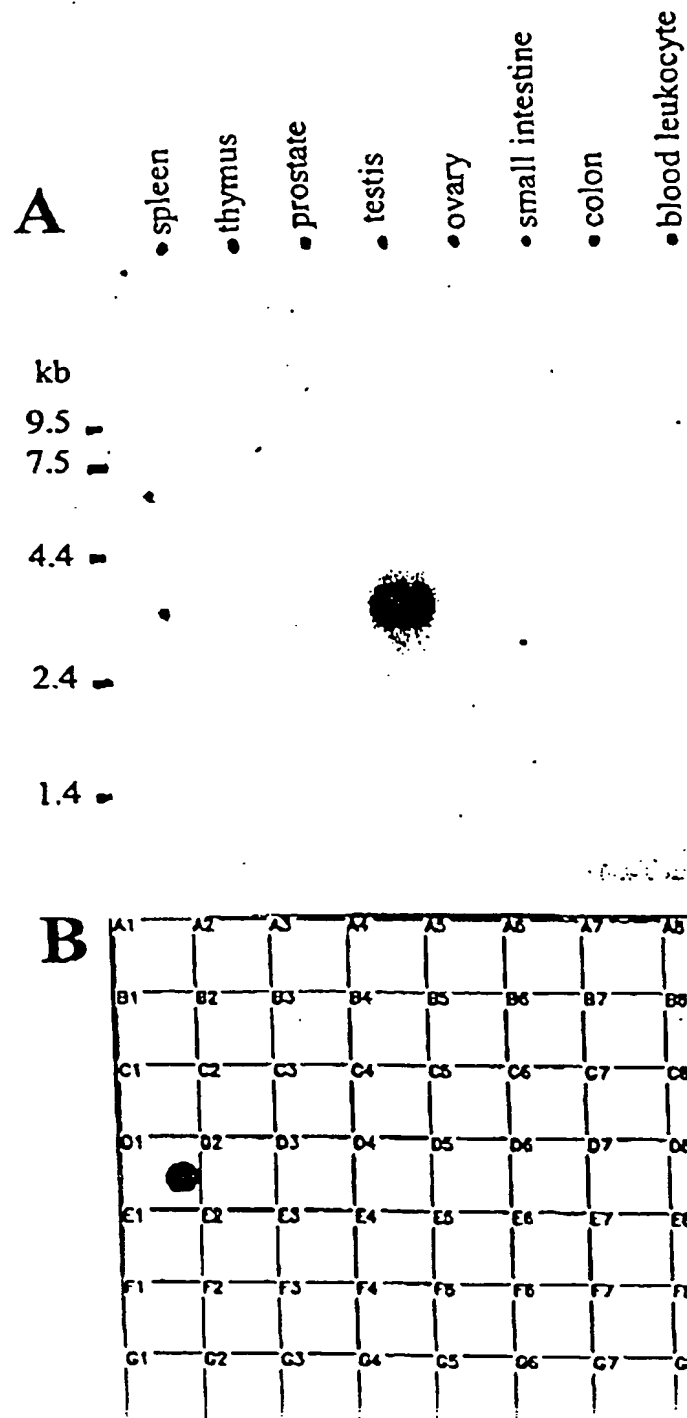 A
spleen
thymus
prostate
testis
ovary
small intestine
colon
blood leukocyte
kb
9.5
7.5
4.4
2.4
1.4
B
A1 A2 A3 A4 A5 A6 A7 A8
B1 B2 B3 B4 B5 B6 B7 B8
C1 C2 C3 C4 C5 C6 C7 C8
D1 D2 D3 D4 D5 D6 D7 D8
E1 E2 E3 E4 E5 E6 E7 E8
F1 F2 F3 F4 F5 F6 F7
G1 G2 G3 G4 G5 G6 G7